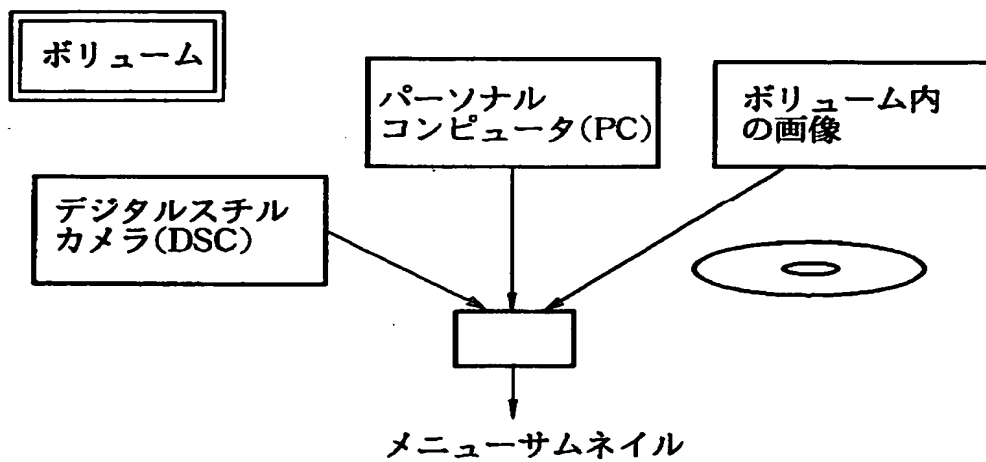 ボリューム
パーソナル
コンピュータ(PC)
ボリューム内
の画像
デジタルスチル
カメラ(DSC)
メニューサムネイル